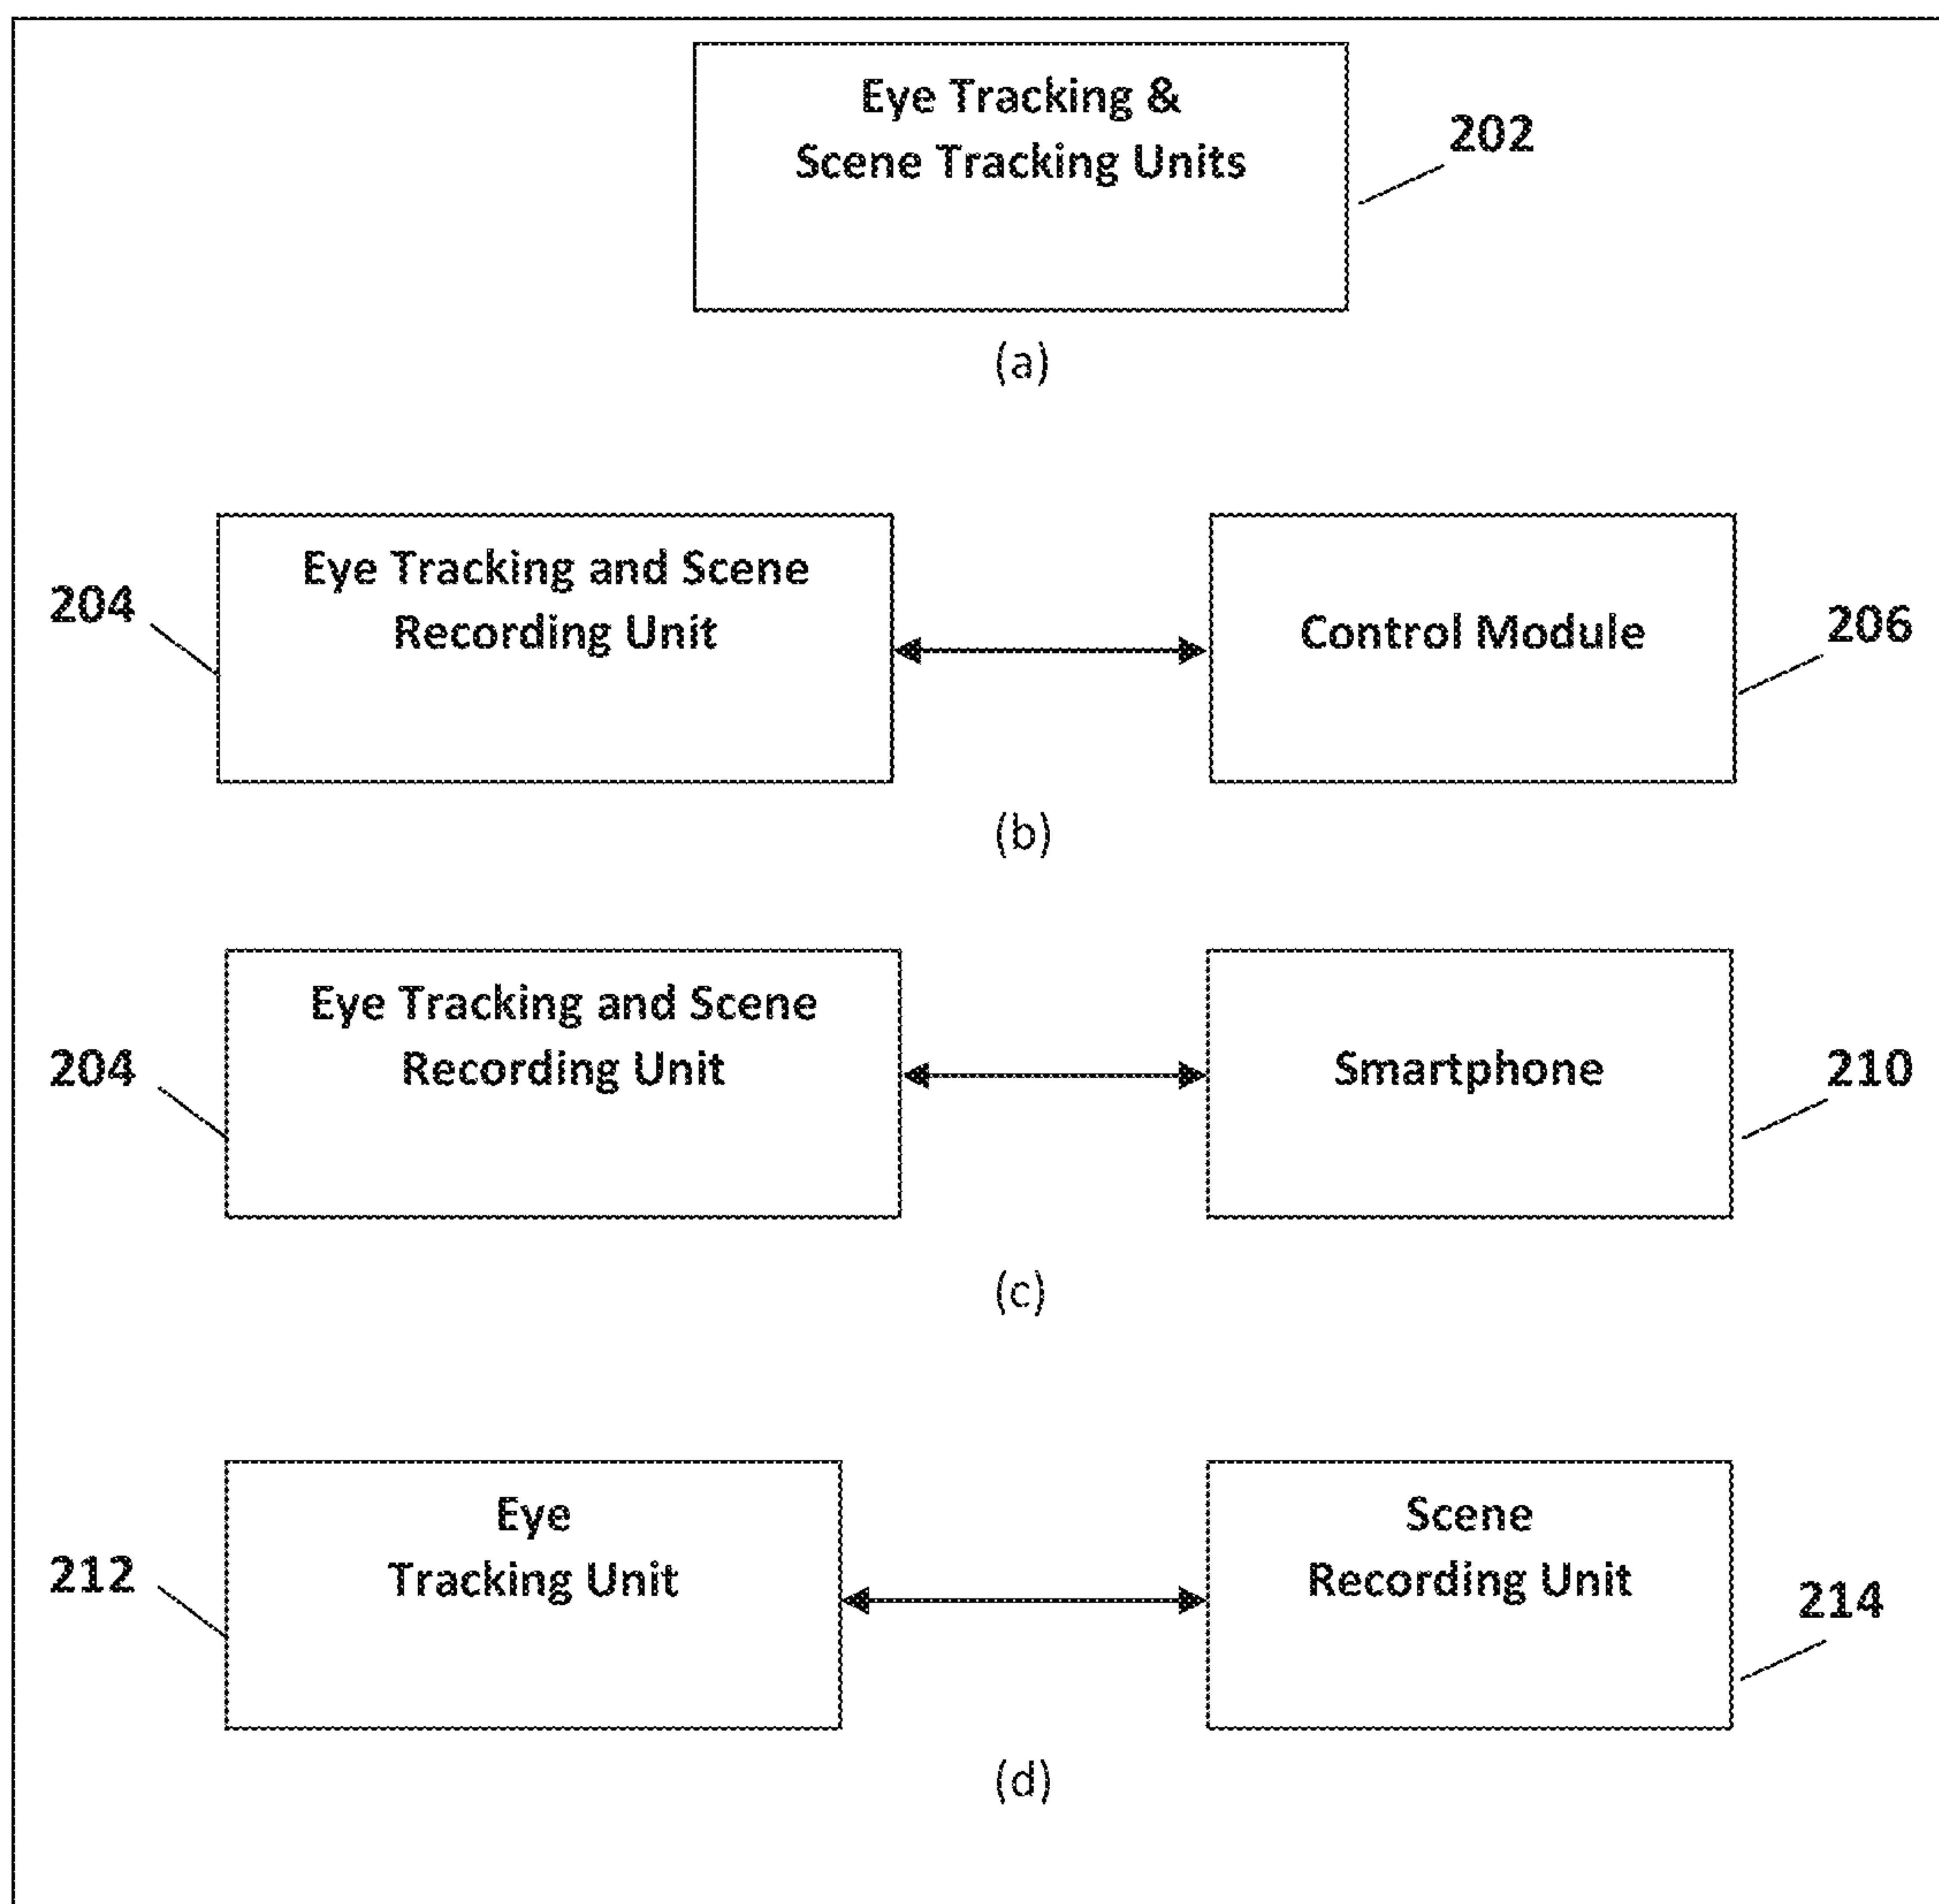 Eye Tracking &
Scene Tracking Units
202
(a)
Eye Tracking and Scene
Recording Unit
204
Control Module
206
(b)
Eye Tracking and Scene
Recording Unit
204
Smartphone
210
(c)
Eye
Tracking Unit
212
Scene
Recording Unit
214
(d)